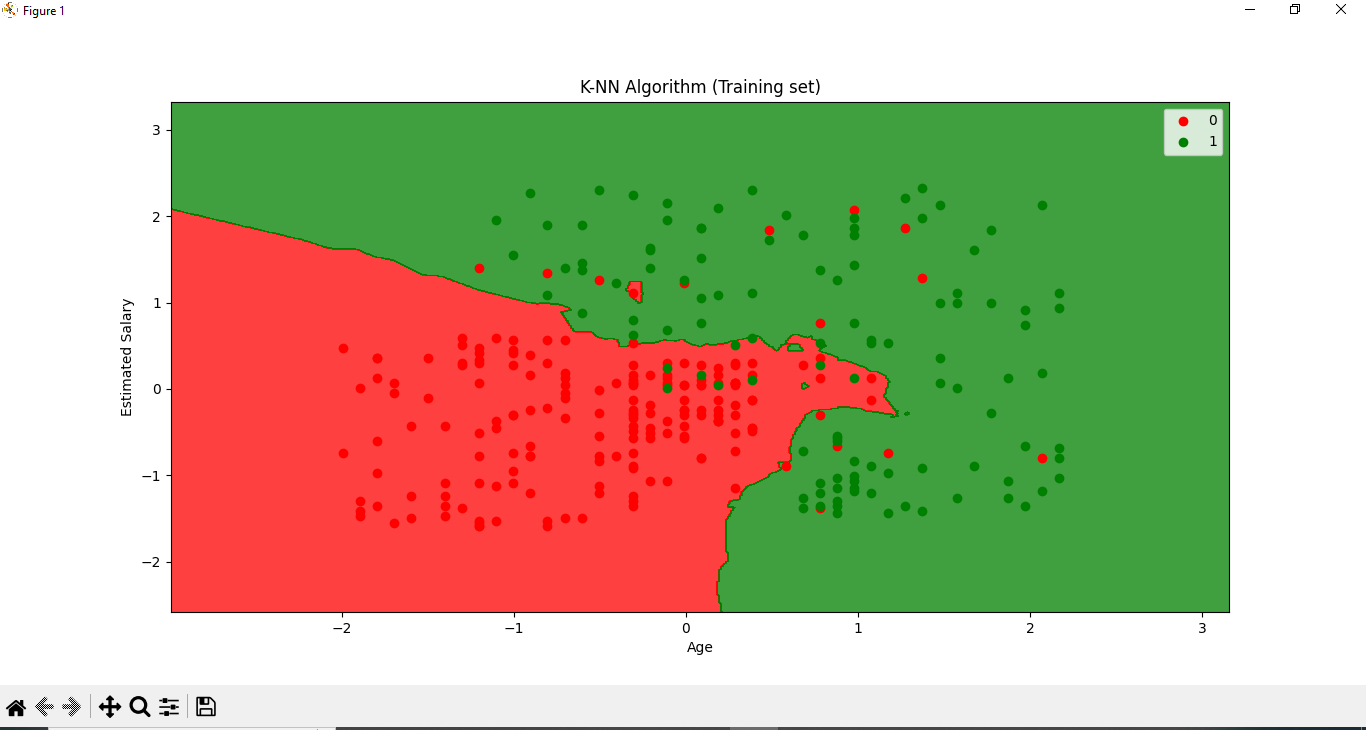 Figure 1
K-NN Algorithm (Training set)
0
1
3
2
1
0
−1
−2
Estimated Salary
−2 −1 0 1 2 3
Age